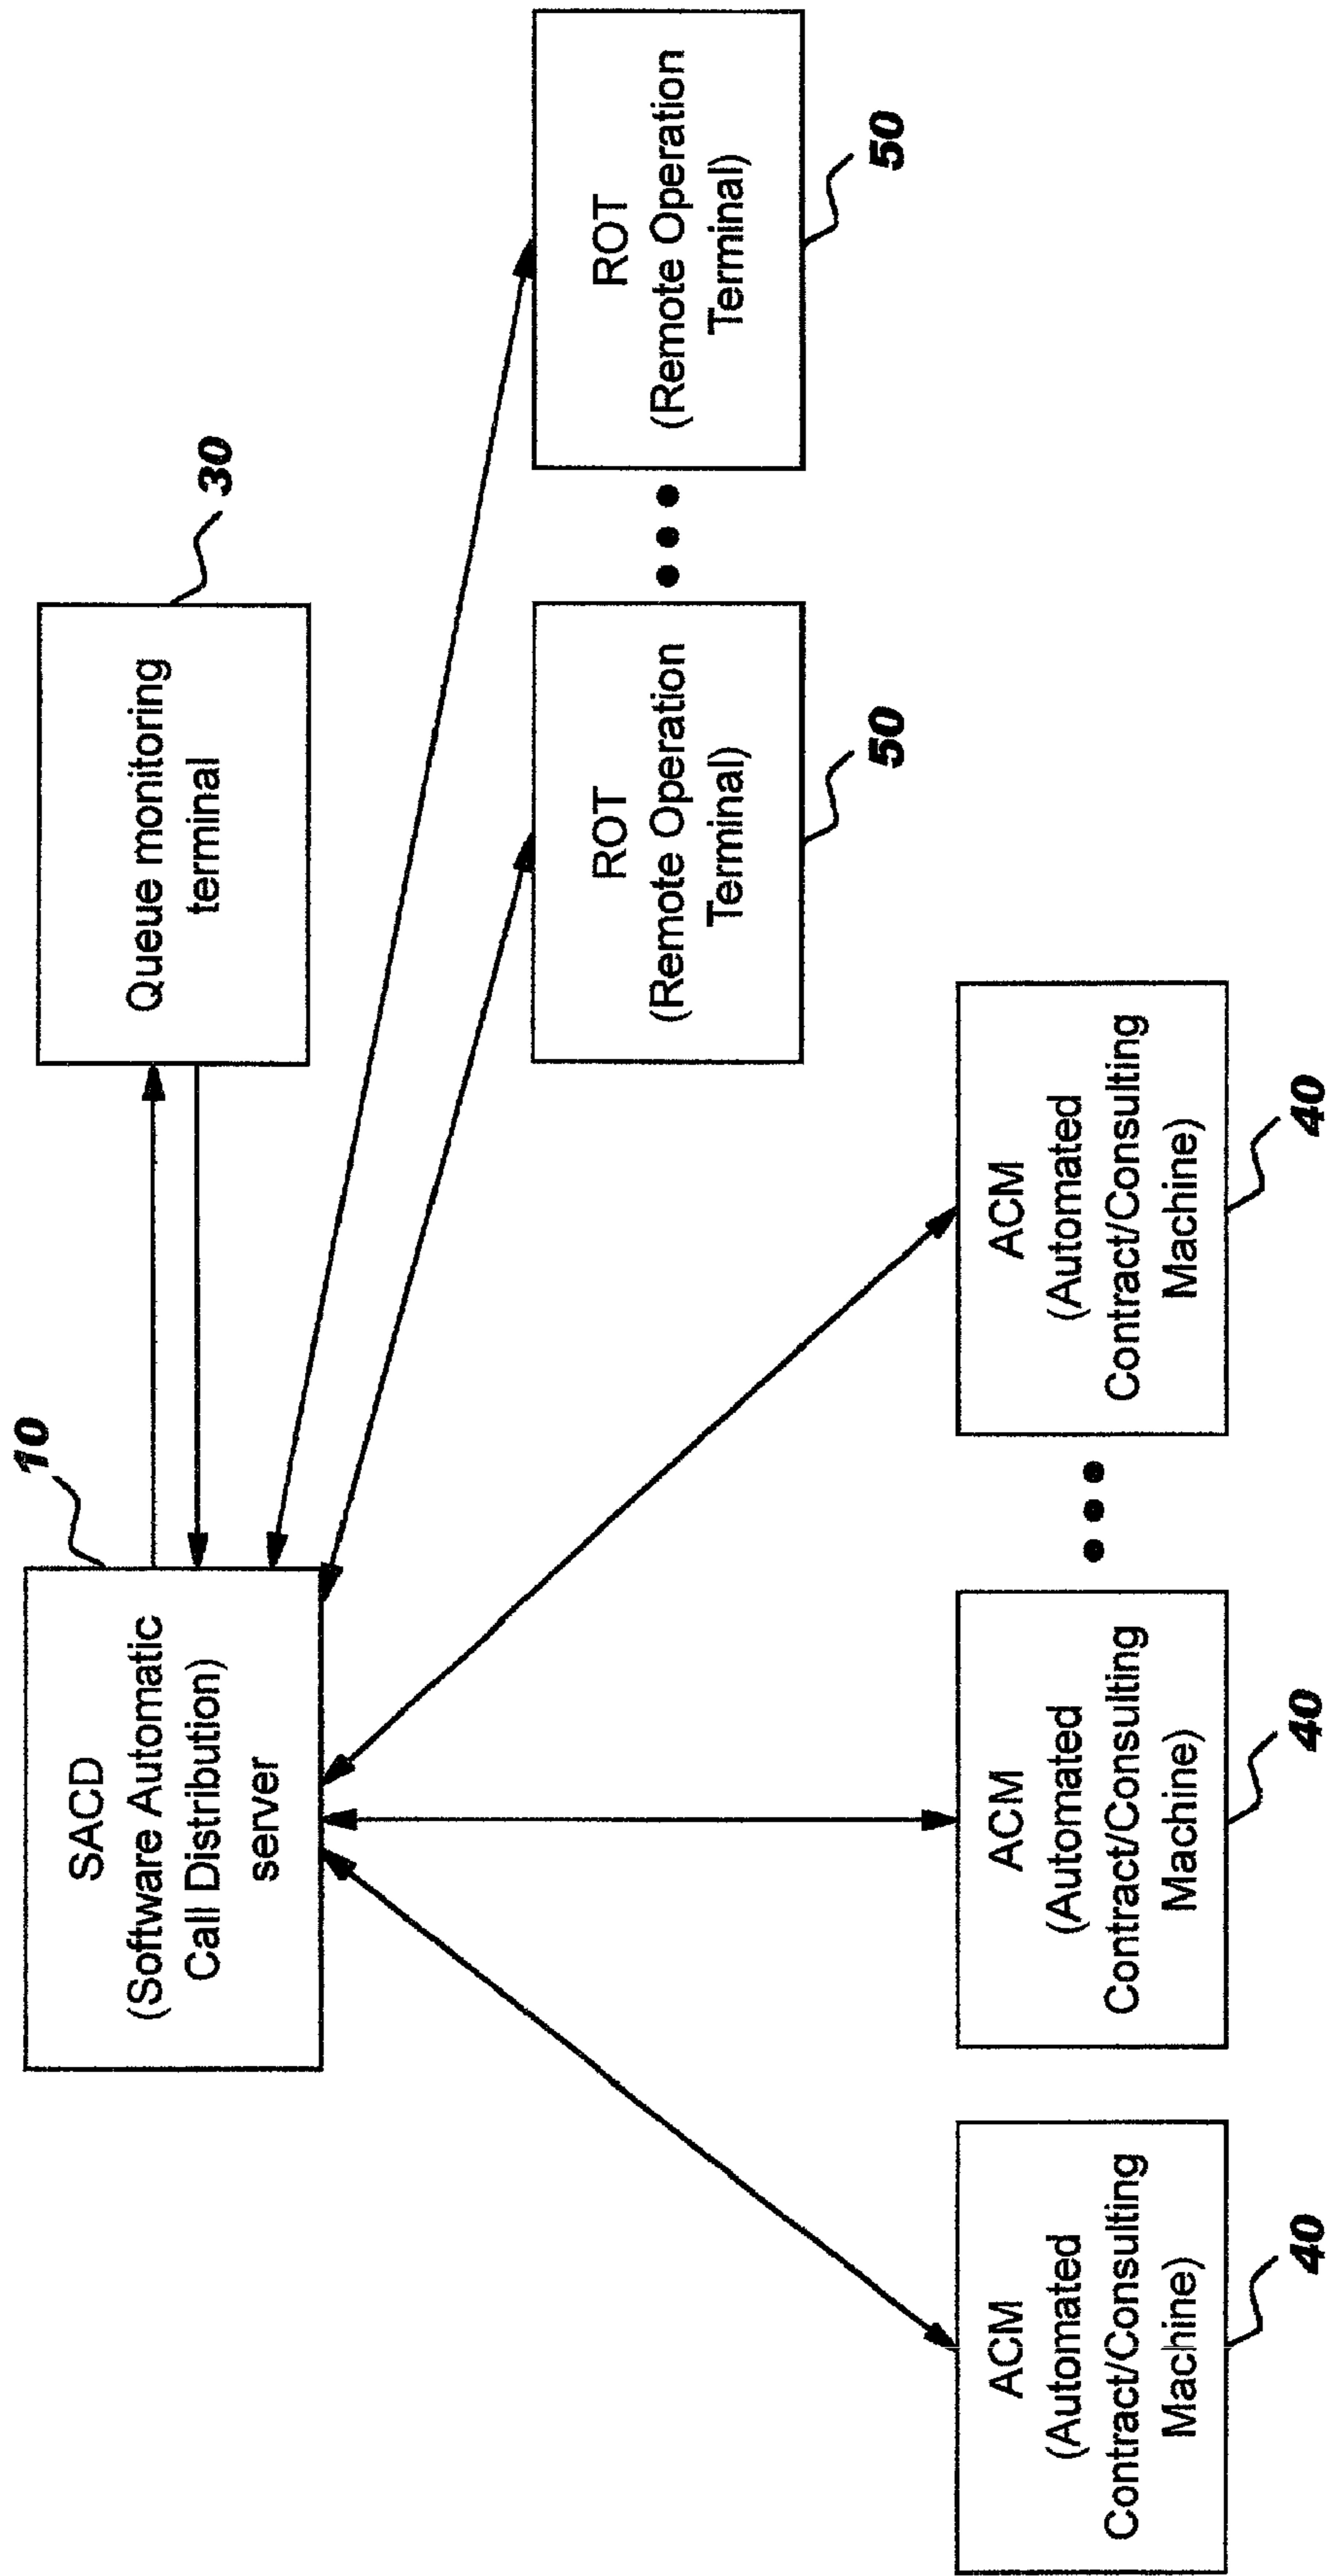 10
SACD
(Software Automatic
Call Distribution)
server
30
Queue monitoring
terminal
ROT
(Remote Operation
Terminal)
50
ROT
(Remote Operation
Terminal)
50
ACM
(Automated
Contract/Consulting
Machine)
40
ACM
(Automated
Contract/Consulting
Machine)
40
ACM
(Automated
Contract/Consulting
Machine)
40